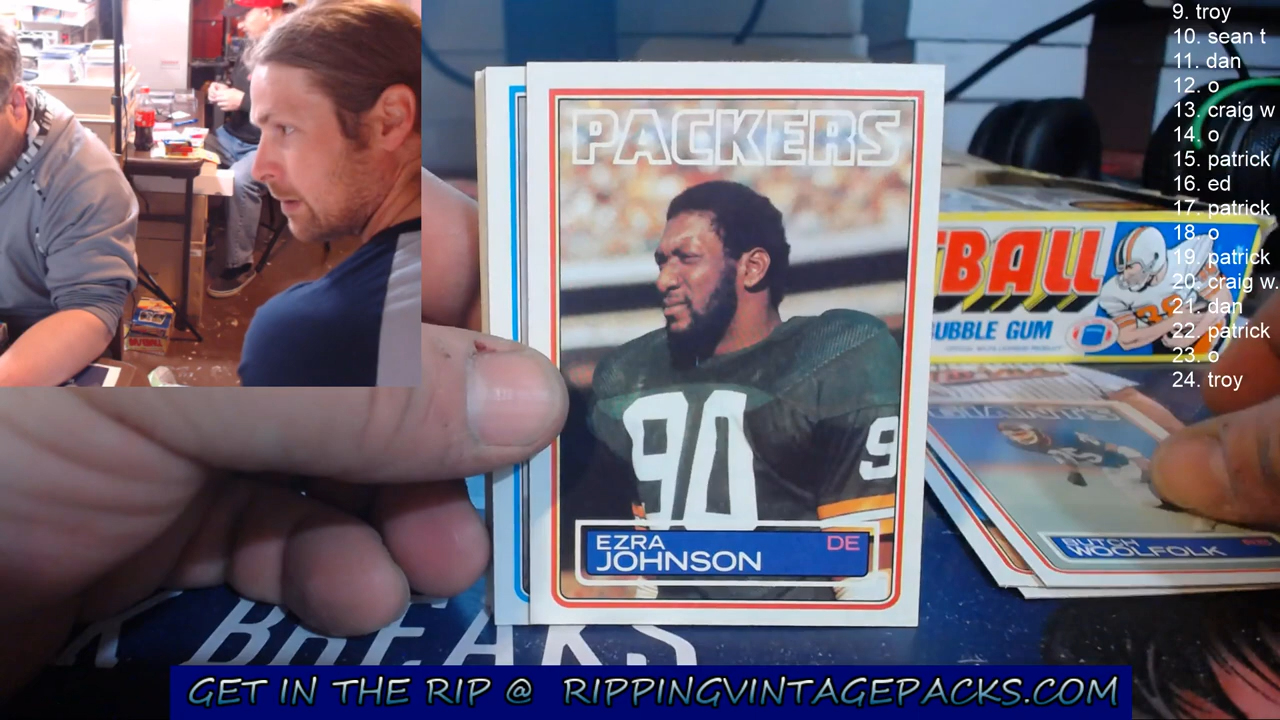 9. troy
10. sean t
11. dan
12. o
13. craig w
14. o
15. patrick
16. ed
17. patrick
18. o
19. patrick
20. craig w.
21. dan
22. patrick
23. o
24. troy
PACKERS
90
9
EZRA
JOHNSON
DE
BALL
BUBBLE GUM
GIANTS
BUTCH
WOOLFOLK
BREAKS
GET IN THE RIP @ RIPPINGVINTAGEPACKS.COM